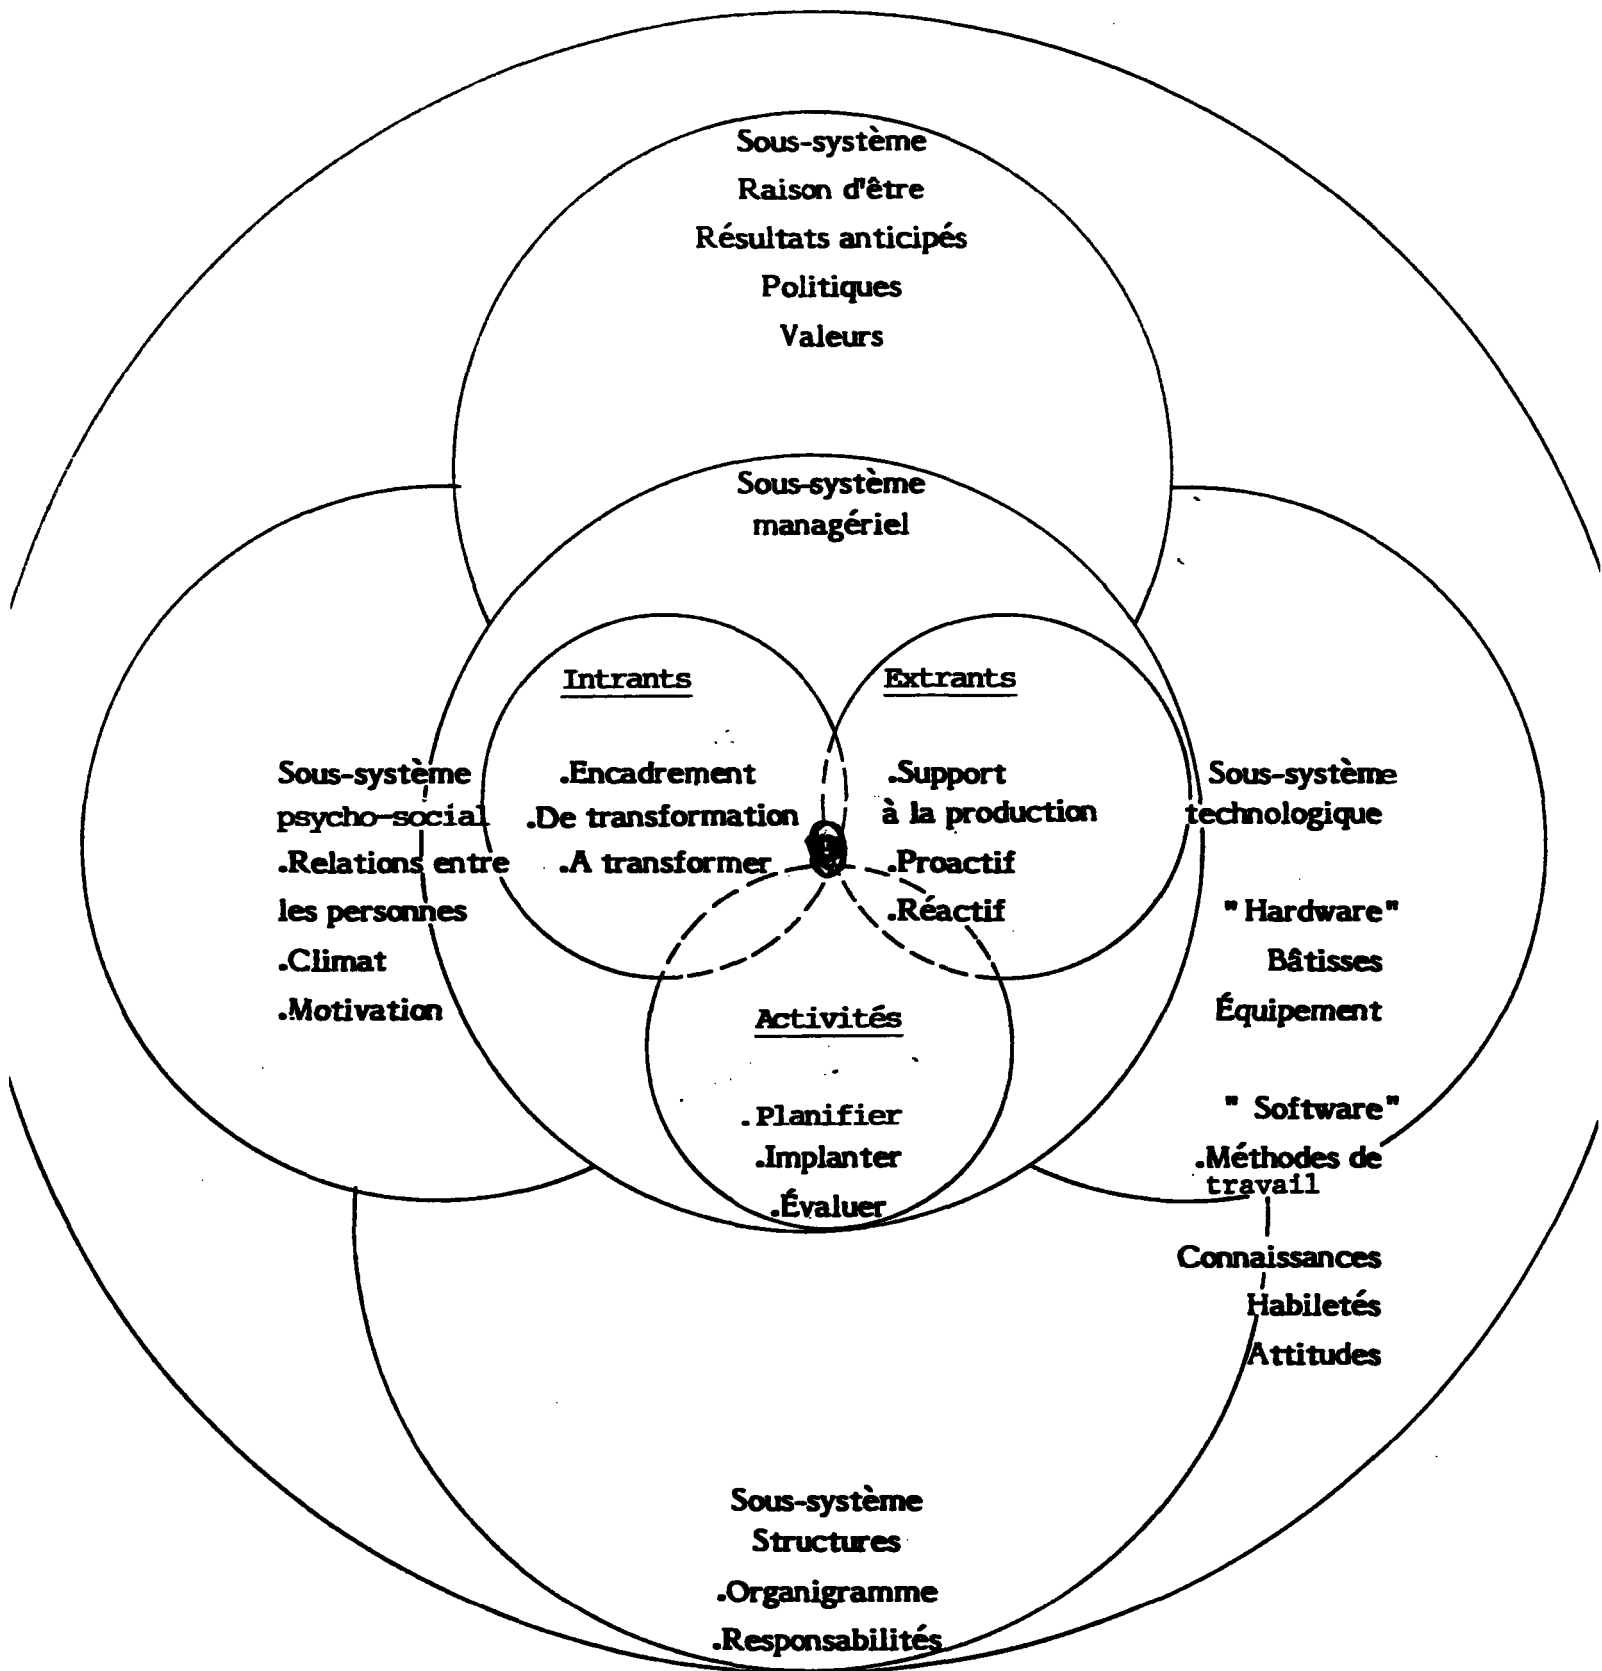 Sous-système
Raison d'être
Résultats anticipés
Politiques
Valeurs
Sous-système
managériel
Intrants
.Encadrement
.De transformation
.A transformer
Extrants
.Support
à la production
.Proactif
.Réactif
Activités
.Planifier
.Implanter
.Évaluer
Sous-système
psycho-social
.Relations entre
les personnes
.Climat
.Motivation
Sous-système
technologique
"Hardware"
Bâtisses
Équipement
" Software"
.Méthodes de
travail
Connaissances
Habiletés
Attitudes
Sous-système
Structures
.Organigramme
.Responsabilités